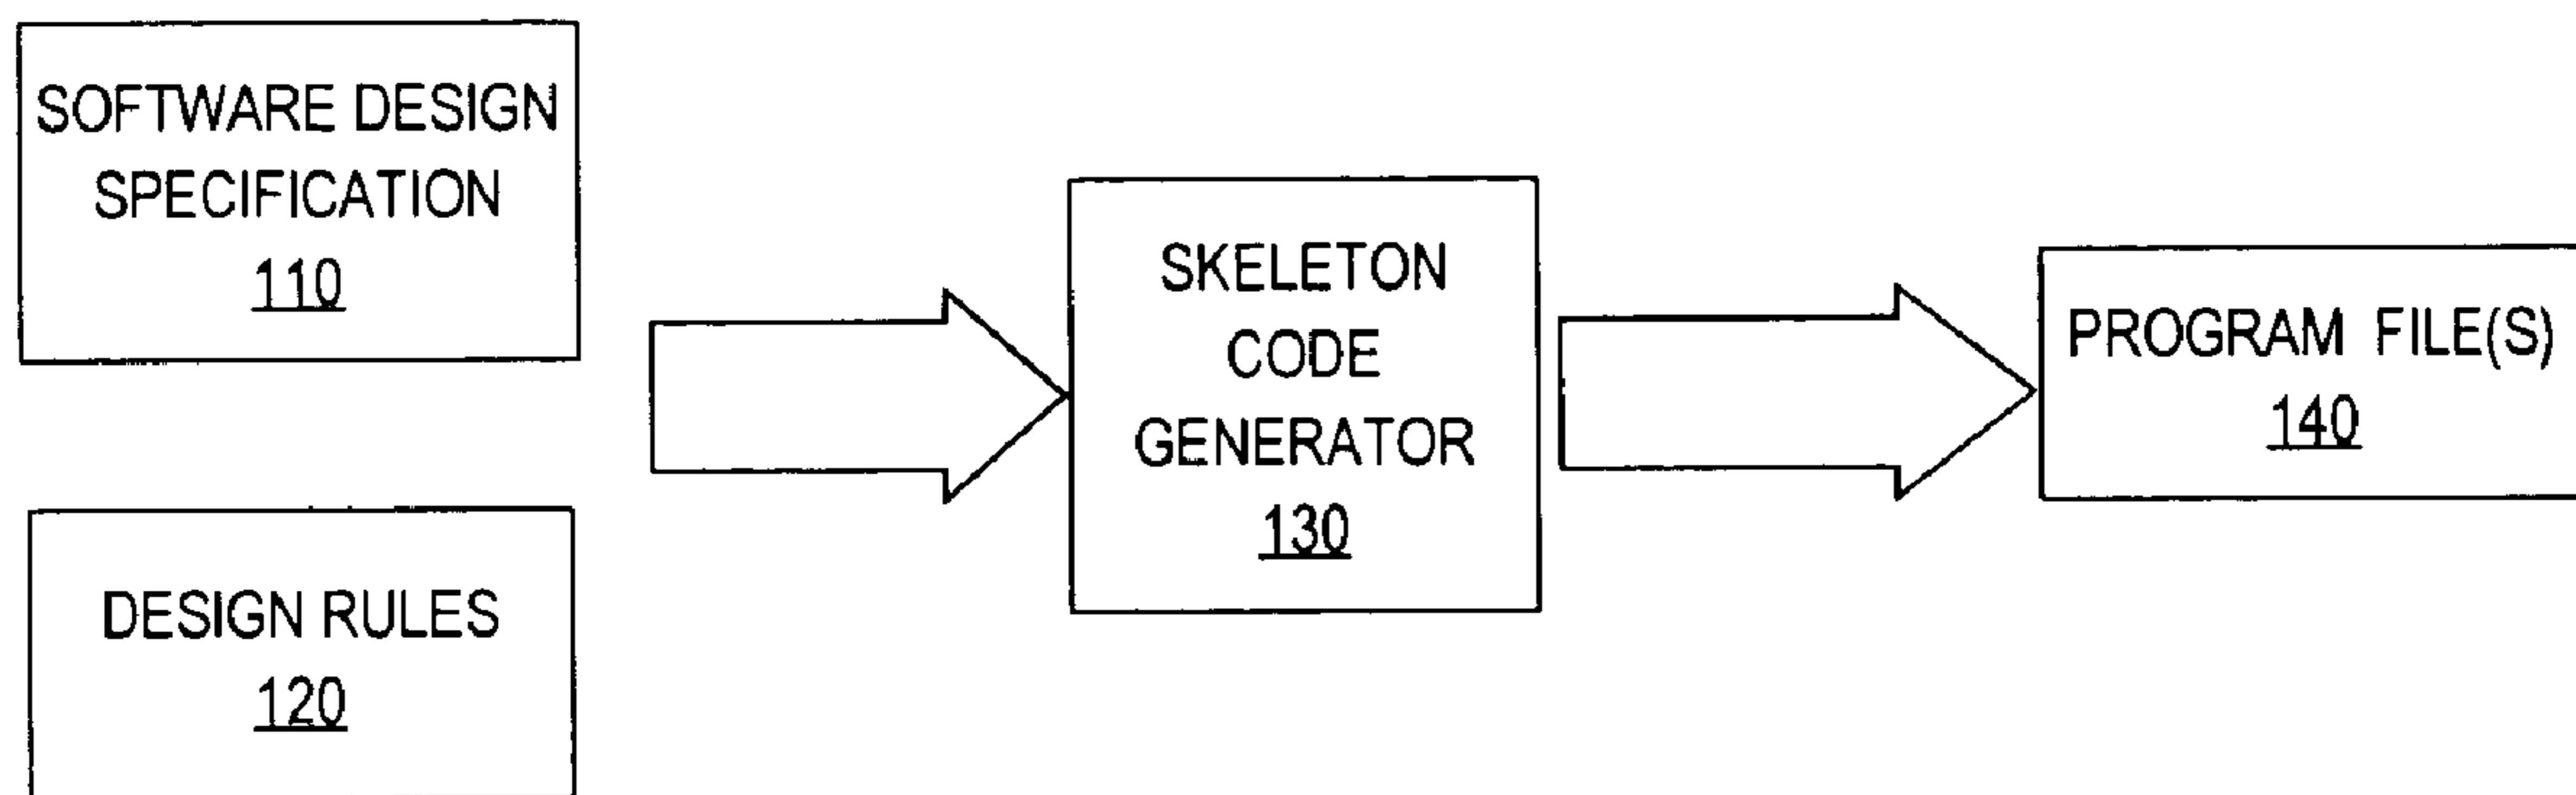 SOFTWARE DESIGN
SPECIFICATION
110
DESIGN RULES
120
SKELETON
CODE
GENERATOR
130
PROGRAM FILE(S)
140